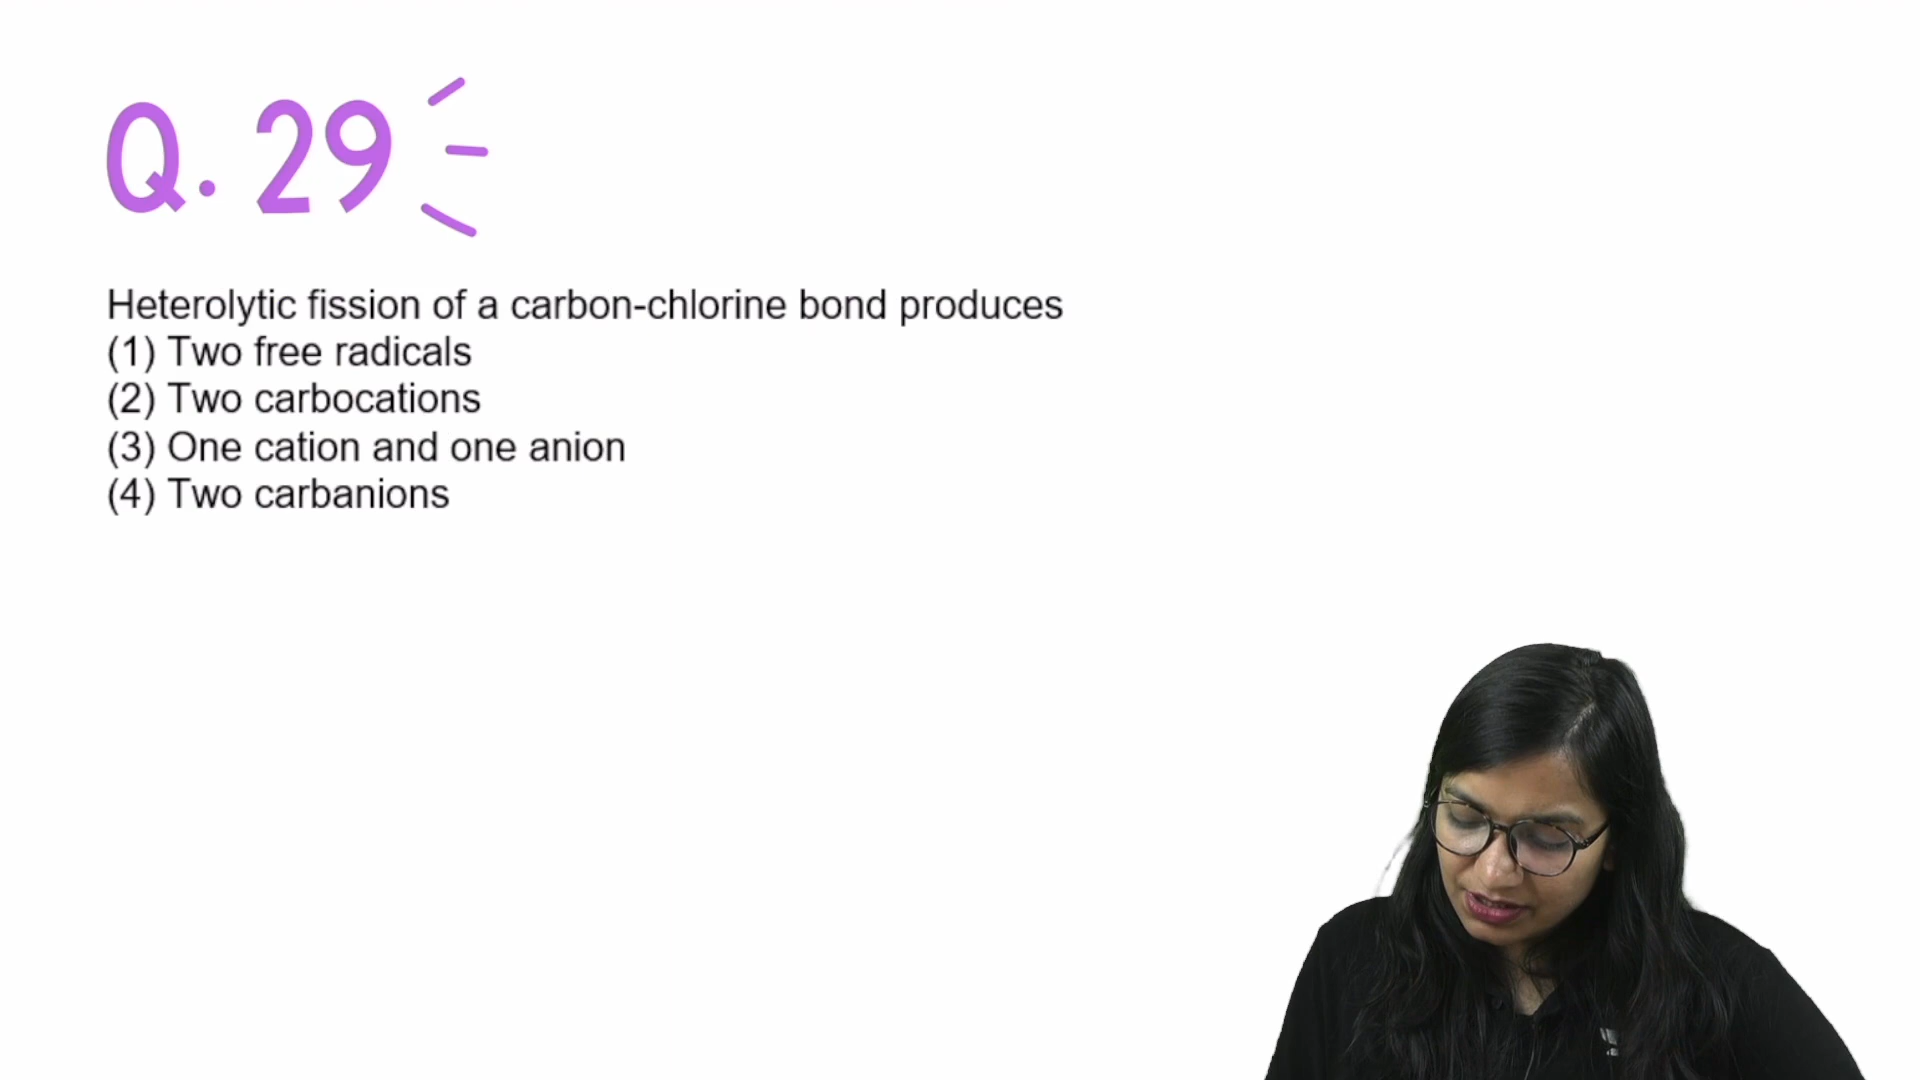 Q. 29
Heterolytic fission of a carbon-chlorine bond produces
(1) Two free radicals
(2) Two carbocations
(3) One cation and one anion
(4) Two carbanions